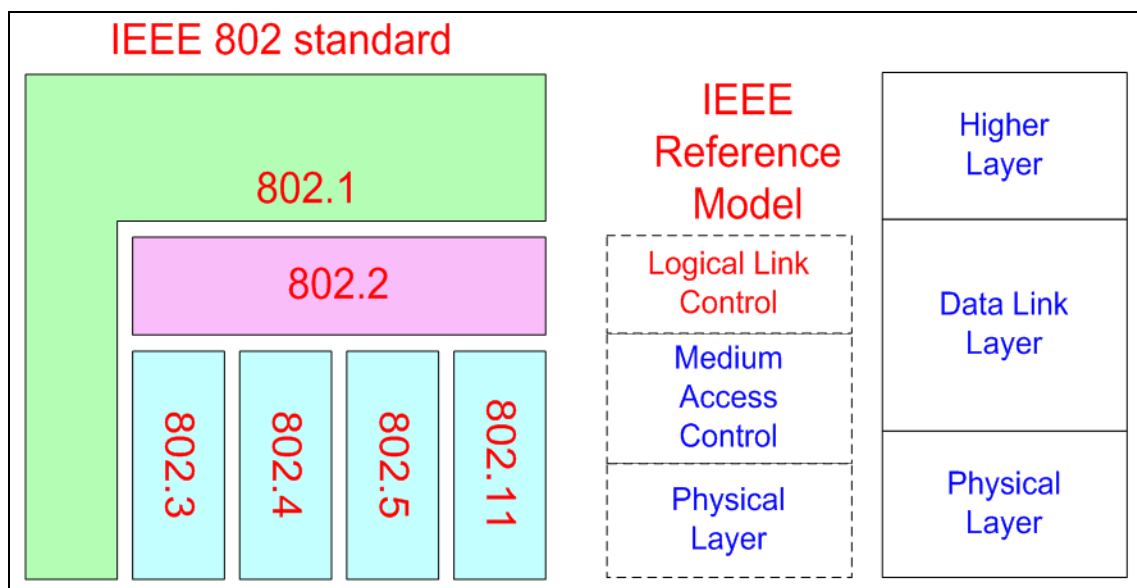 IEEE 802 standard
802.1
802.2
802.3
802.4
802.5
802.11
IEEE
Reference
Model
Logical Link
Control
Medium
Access
Control
Physical
Layer
Higher
Layer
Data Link
Layer
Physical
Layer